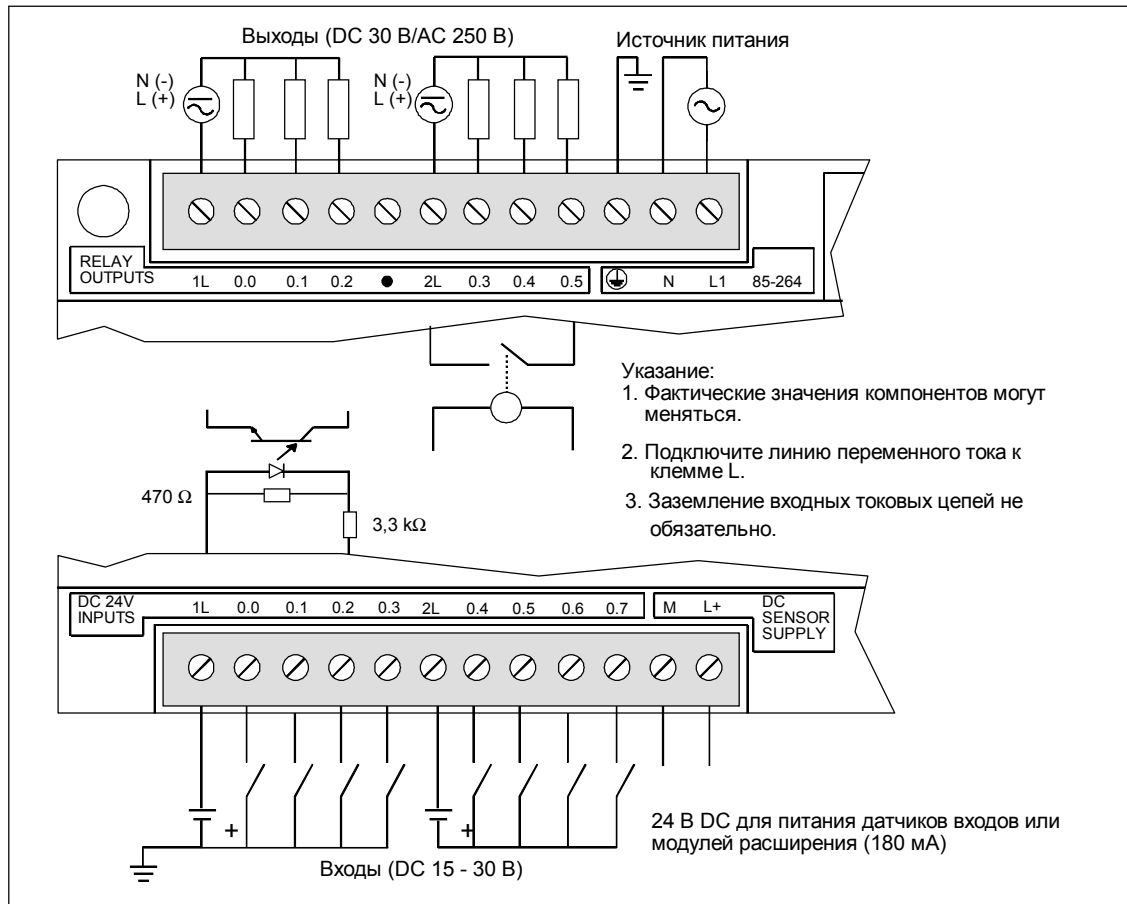 Выходы (DC 30 В/AC 250 В)
Источник питания
N (-)
L (+)
N (-)
L (+)
RELAY
OUTPUTS
1L 0.0 0.1 0.2 ● 2L 0.3 0.4 0.5 N L1 85-264
Указание:
1. Фактические значения компонентов могут
меняться.
2. Подключите линию переменного тока к
клемме L.
3. Заземление входных токовых цепей не
обязательно.
470 Ω
3,3 kΩ
DC 24V
INPUTS
1L 0.0 0.1 0.2 0.3 2L 0.4 0.5 0.6 0.7 M L+
DC
SENSOR
SUPPLY
+
+
24 В DC для питания датчиков входов или
модулей расширения (180 мА)
Входы (DC 15 - 30 В)